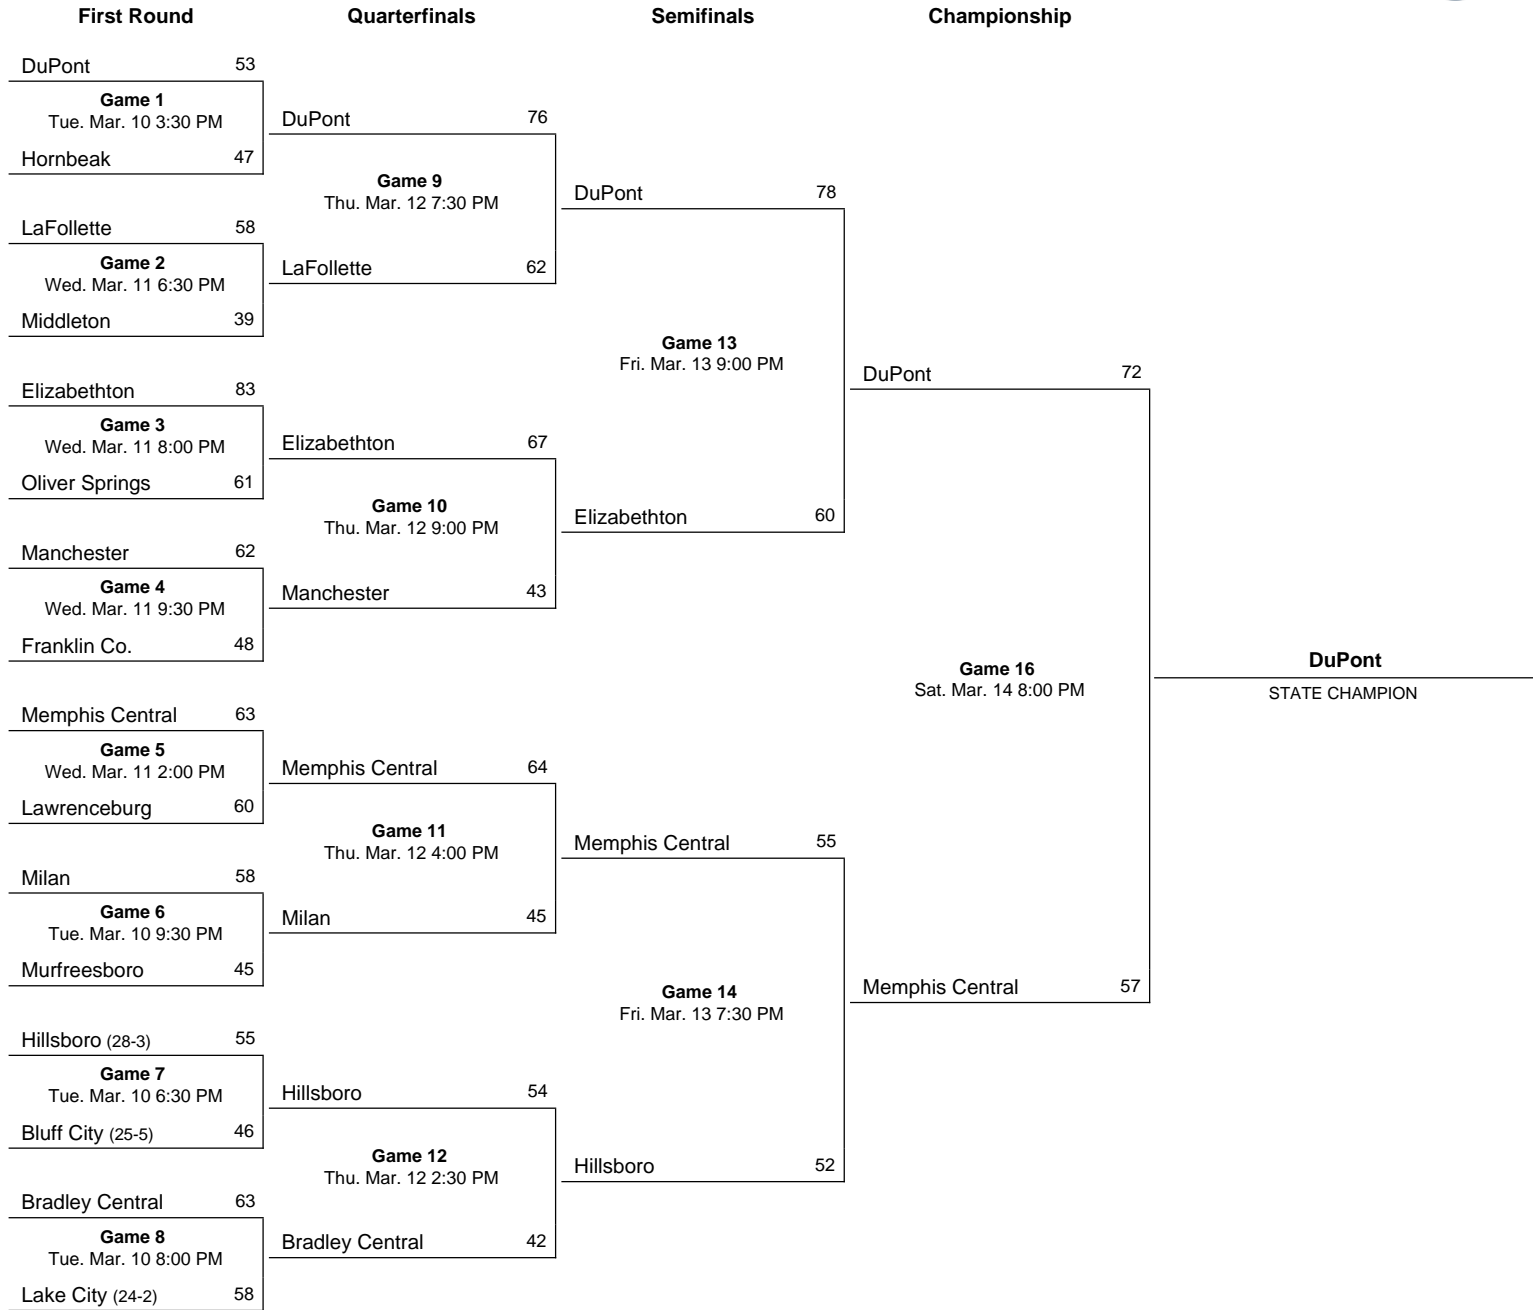 First Round Quarterfinals Semifinals Championship
DuPont 53
Game 1
Tue. Mar. 10 3:30 PM
Hornbeak 47
LaFollette 58
Game 2
Wed. Mar. 11 6:30 PM
Middleton 39
Elizabethton 83
Game 3
Wed. Mar. 11 8:00 PM
Oliver Springs 61
Manchester 62
Game 4
Wed. Mar. 11 9:30 PM
Franklin Co. 48
Memphis Central 63
Game 5
Wed. Mar. 11 2:00 PM
Lawrenceburg 60
Milan 58
Game 6
Tue. Mar. 10 9:30 PM
Murfreesboro 45
Hillsboro (28-3) 55
Game 7
Tue. Mar. 10 6:30 PM
Bluff City (25-5) 46
Bradley Central 63
Game 8
Tue. Mar. 10 8:00 PM
Lake City (24-2) 58
DuPont 76
Game 9
Thu. Mar. 12 7:30 PM
LaFollette 62
Elizabethton 67
Game 10
Thu. Mar. 12 9:00 PM
Manchester 43
Memphis Central 64
Game 11
Thu. Mar. 12 4:00 PM
Milan 45
Hillsboro 54
Game 12
Thu. Mar. 12 2:30 PM
Bradley Central 42
DuPont 78
Game 13
Fri. Mar. 13 9:00 PM
Elizabethton 60
Memphis Central 55
Game 14
Fri. Mar. 13 7:30 PM
Hillsboro 52
DuPont 72
Game 16
Sat. Mar. 14 8:00 PM
Memphis Central 57
DuPont
STATE CHAMPION